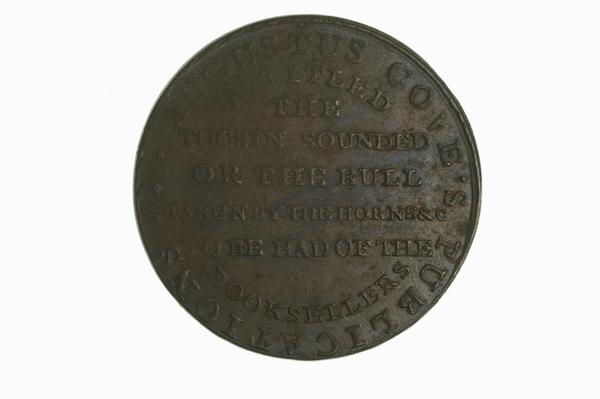 AUGUSTUS COVE'S PUBLICATIONS
ENTITLED
THE
TOCSIN SOUNDED
OR THE BULL
TAKEN BY THE HORNS &C
TO BE HAD OF THE
BOOKSELLERS